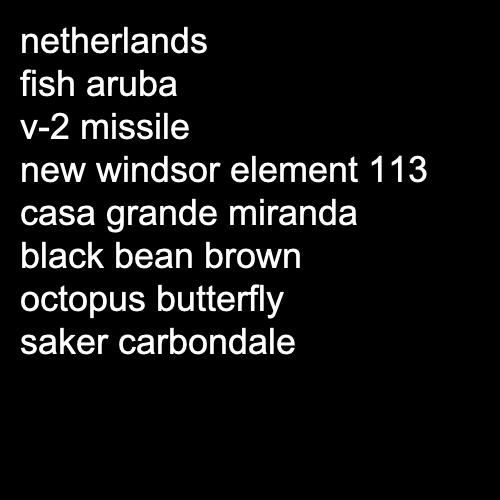 netherlands
fish aruba
v-2 missile
new windsor element 113
casa grande miranda
black bean brown
octopus butterfly
saker carbondale